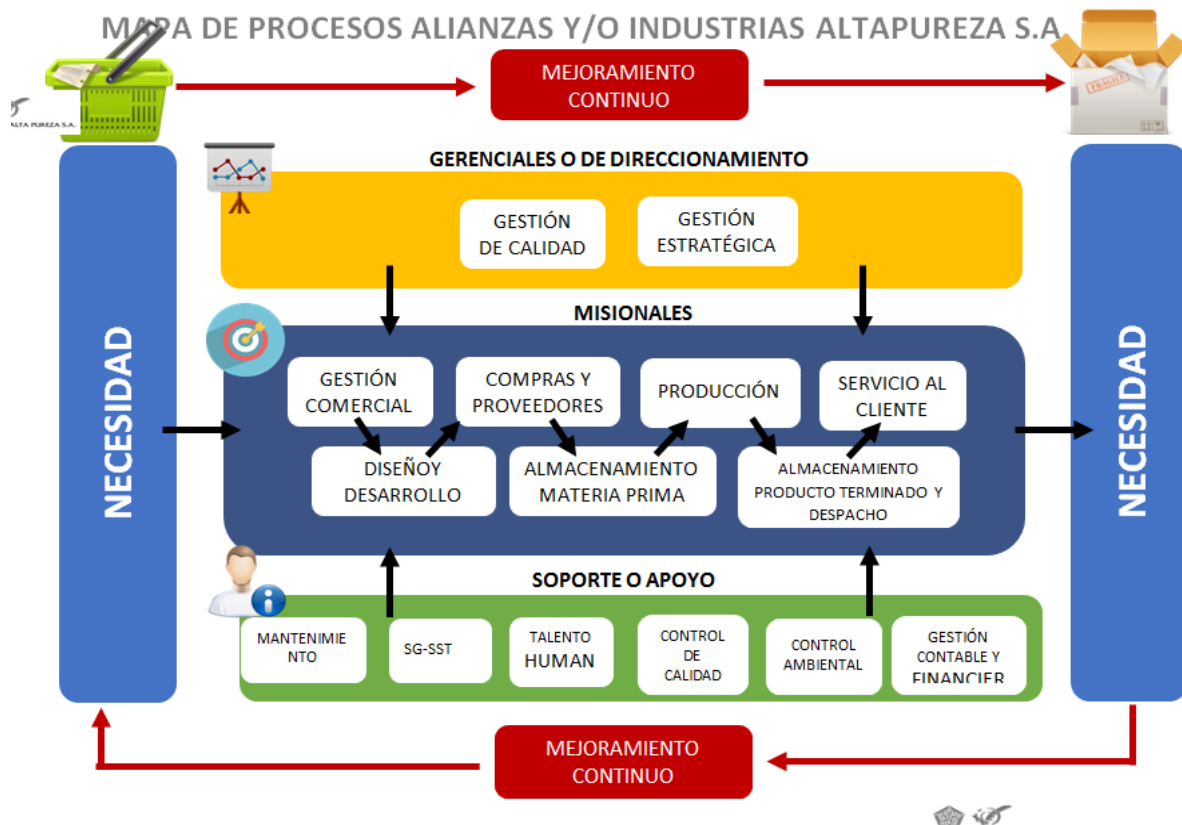 MAPA DE PROCESOS ALIANZAS Y/O INDUSTRIAS ALTAPUREZA S.A
MEJORAMIENTO
CONTINUO
FRAGILE
ALTA PUREZA S.A.
GERENCIALES O DE DIRECCIONAMIENTO
GESTIÓN
DE CALIDAD
GESTIÓN
ESTRATÉGICA
NECESIDAD
MISIONALES
GESTIÓN
COMERCIAL
COMPRAS Y
PROVEEDORES
PRODUCCIÓN
SERVICIO AL
CLIENTE
DISEÑOY
DESARROLLO
ALMACENAMIENTO
MATERIA PRIMA
ALMACENAMIENTO
PRODUCTO TERMINADO Y
DESPACHO
NECESIDAD
SOPORTE O APOYO
MANTENIMIE
NTO
SG-SST
TALENTO
HUMAN
CONTROL
DE
CALIDAD
CONTROL
AMBIENTAL
GESTIÓN
CONTABLE Y
FINANCIER
MEJORAMIENTO
CONTINUO